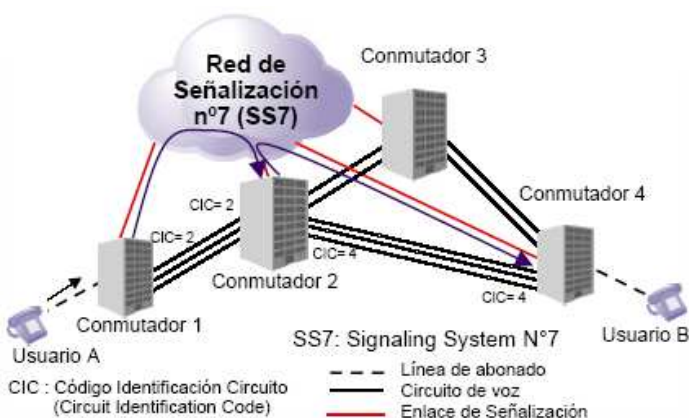 Red de
Señalización
nº7 (SS7)
Conmutador 3
Conmutador 4
CIC= 2
CIC= 2
CIC= 4
Conmutador 2
CIC= 4
Conmutador 1
Usuario A
Usuario B
SS7: Signaling System N°7
Línea de abonado
CIC : Código Identificación Circuito
Circuito de voz
(Circuit Identification Code)
Enlace de Señalización